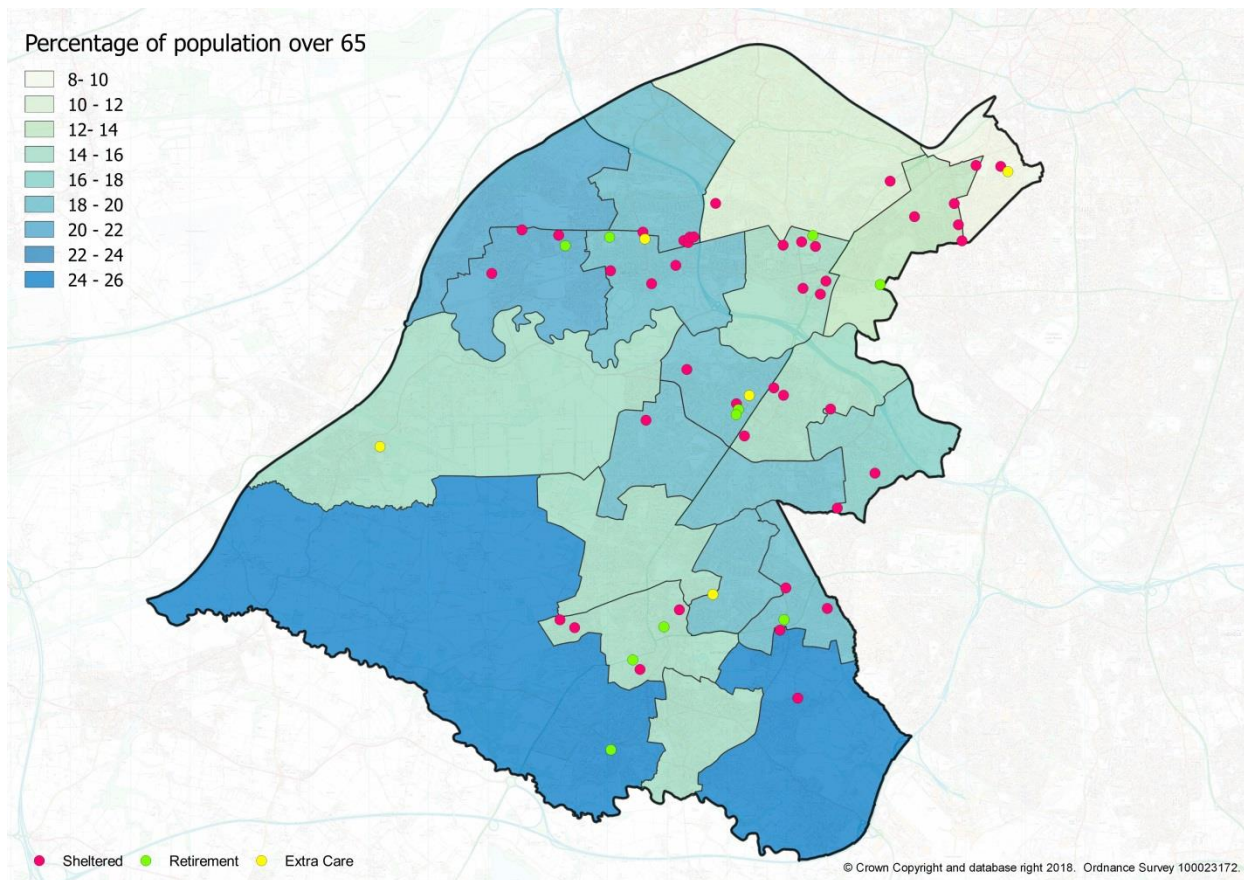 Percentage of population over 65
8- 10
10 - 12
12- 14
14 - 16
16 - 18
18 - 20
20 - 22
22 - 24
24 - 26
Sheltered Retirement Extra Care
© Crown Copyright and database right 2018. Ordnance Survey 100023172.